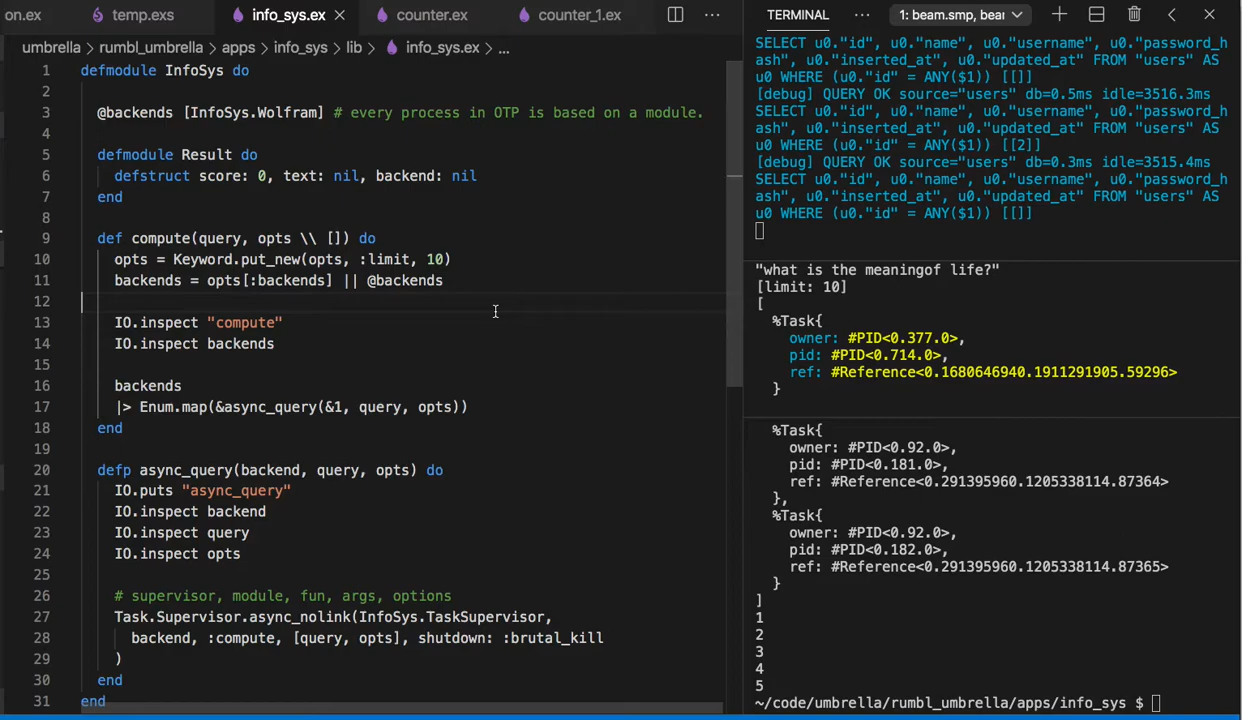 on.ex temp.exs info_sys.ex counter.ex counter_1.ex
umbrella > rumbl_umbrella > apps > info_sys > lib > info_sys.ex > ...
1 defmodule InfoSys do
2
3 @backends [InfoSys.Wolfram] # every process in OTP is based on a module.
4
5 defmodule Result do
6 defstruct score: 0, text: nil, backend: nil
7 end
8
9 def compute(query, opts \\ []) do
10 opts = Keyword.put_new(opts, :limit, 10)
11 backends = opts[:backends] || @backends
12
13 IO.inspect "compute"
14 IO.inspect backends
15
16 backends
17 |> Enum.map(&async_query(&1, query, opts))
18 end
19
20 defp async_query(backend, query, opts) do
21 IO.puts "async_query"
22 IO.inspect backend
23 IO.inspect query
24 IO.inspect opts
25
26 # supervisor, module, fun, args, options
27 Task.Supervisor.async_nolink(InfoSys.TaskSupervisor,
28 backend, :compute, [query, opts], shutdown: :brutal_kill
29 )
30 end
31 end
TERMINAL ... 1: beam.smp, bear
SELECT u0."id", u0."name", u0."username", u0."password_h
ash", u0."inserted_at", u0."updated_at" FROM "users" AS
u0 WHERE (u0."id" = ANY($1)) [[]]
[debug] QUERY OK source="users" db=0.5ms idle=3516.3ms
SELECT u0."id", u0."name", u0."username", u0."password_h
ash", u0."inserted_at", u0."updated_at" FROM "users" AS
u0 WHERE (u0."id" = ANY($1)) [[2]]
[debug] QUERY OK source="users" db=0.3ms idle=3515.4ms
SELECT u0."id", u0."name", u0."username", u0."password_h
ash", u0."inserted_at", u0."updated_at" FROM "users" AS
u0 WHERE (u0."id" = ANY($1)) [[]]
"what is the meaningof life?"
[limit: 10]
[
%Task{
owner: #PID<0.377.0>,
pid: #PID<0.714.0>,
ref: #Reference<0.1680646940.1911291905.59296>
}
%Task{
owner: #PID<0.92.0>,
pid: #PID<0.181.0>,
ref: #Reference<0.291395960.1205338114.87364>
},
%Task{
owner: #PID<0.92.0>,
pid: #PID<0.182.0>,
ref: #Reference<0.291395960.1205338114.87365>
}
]
1
2
3
4
5
~/code/umbrella/rumbl_umbrella/apps/info_sys $